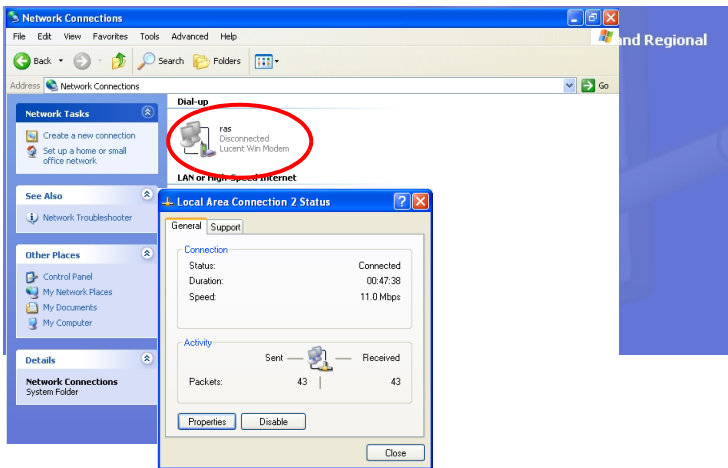 Network Connections
File Edit View Favorites Tools Advanced Help
and Regional
Back Search Folders
Address Network Connections Go
Dial-up
Network Tasks
Create a new connection
Set up a home or small
office network
ras
Disconnected
Lucent Win Modem
LAN or High-Speed Internet
See Also
Network Troubleshooter
Other Places
Control Panel
My Network Places
My Documents
My Computer
Details
Network Connections
System Folder
Local Area Connection 2 Status
General Support
Connection
Status: Connected
Duration: 00:47:38
Speed: 11.0 Mbps
Activity
Sent — — Received
Packets: 43 | 43
Properties Disable
Close